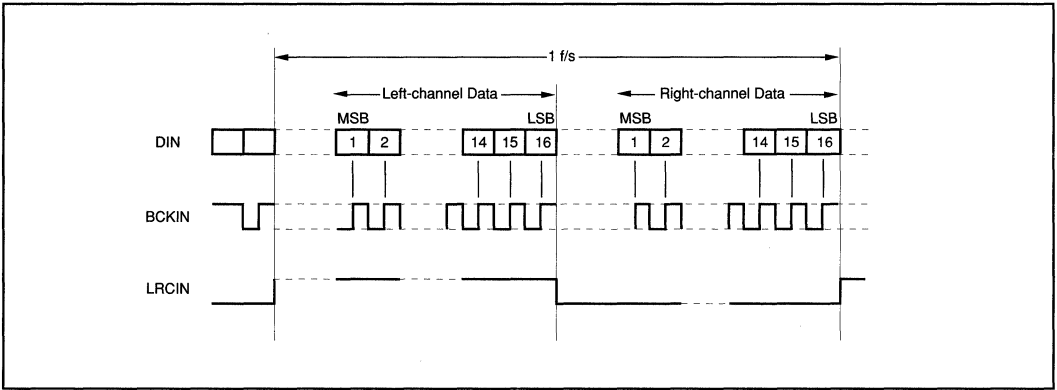 1 f/s
Left-channel Data
Right-channel Data
MSB LSB MSB LSB
DIN 1 2 14 15 16 1 2 14 15 16
BCKIN
LRCIN